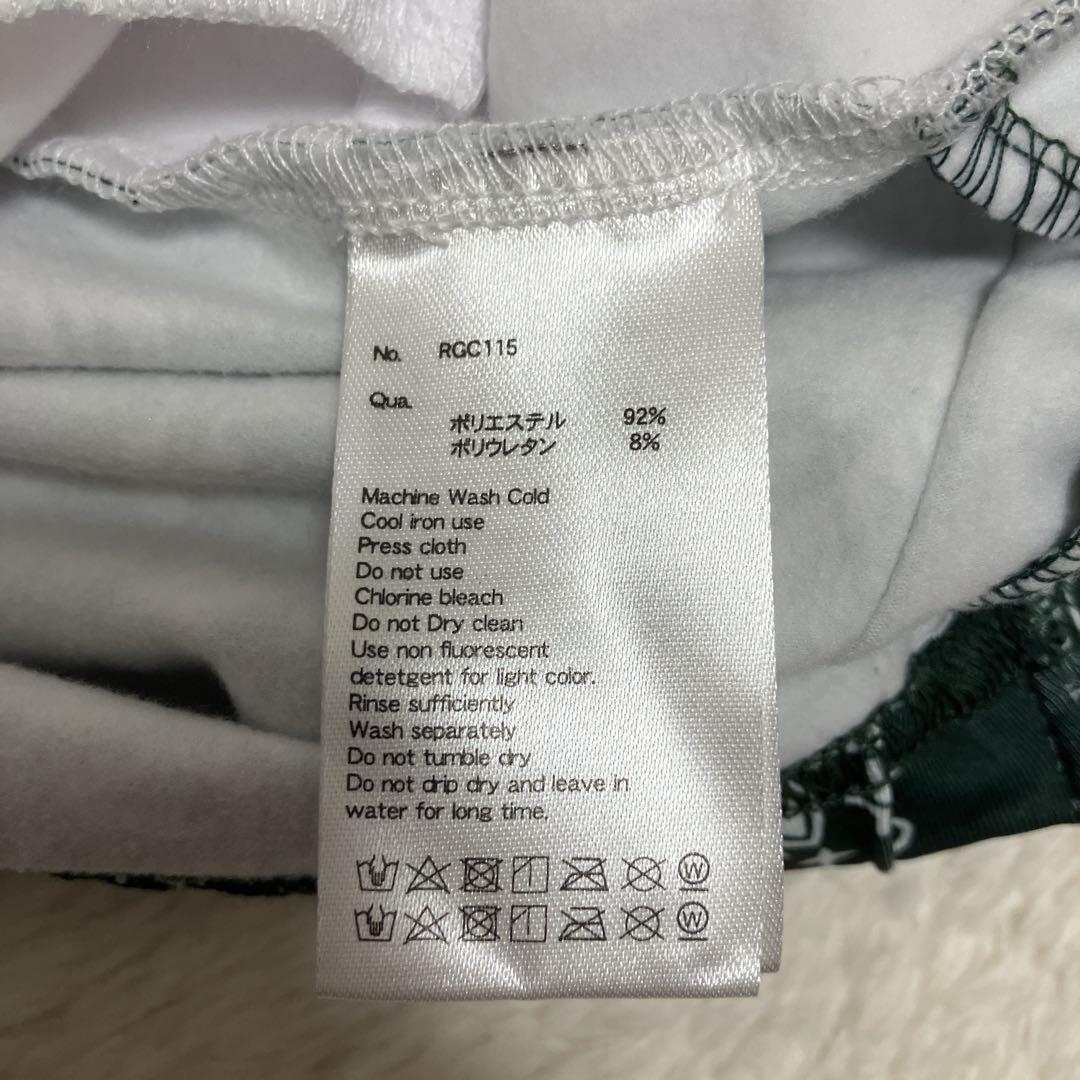 No. RGC115
Qua.
ポリエステル 92%
ポリウレタン 8%
Machine Wash Cold
Cool iron use
Press cloth
Do not use
Chlorine bleach
Do not Dry clean
Use non fluorescent
detetgent for light color.
Rinse sufficiently
Wash separately
Do not tumble dry
Do not drip dry and leave in
water for long time.
W
W